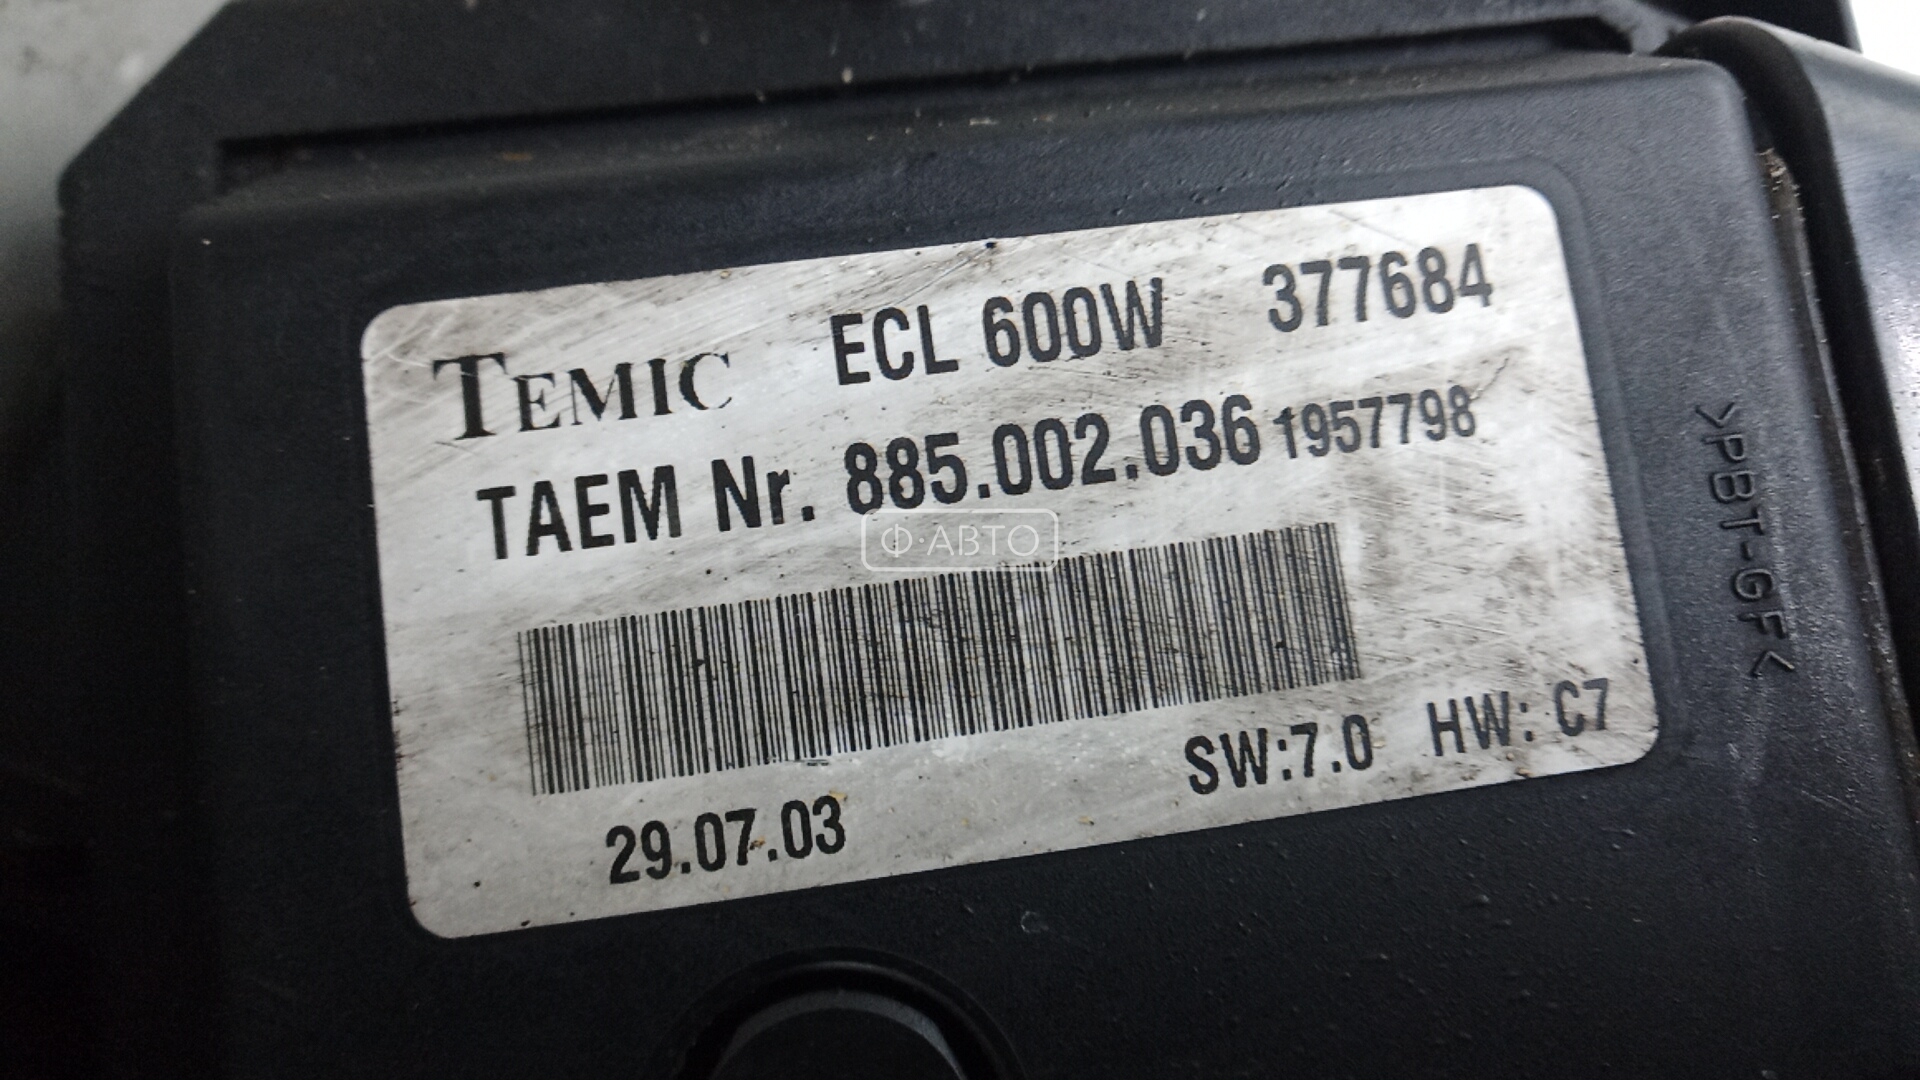 TEMIC ECL 600W 377684
TAEM Nr. 885.002.036 1957798
Ф·АВТО
29.07.03 SW:7.0 HW: C7
>PBT-GF<